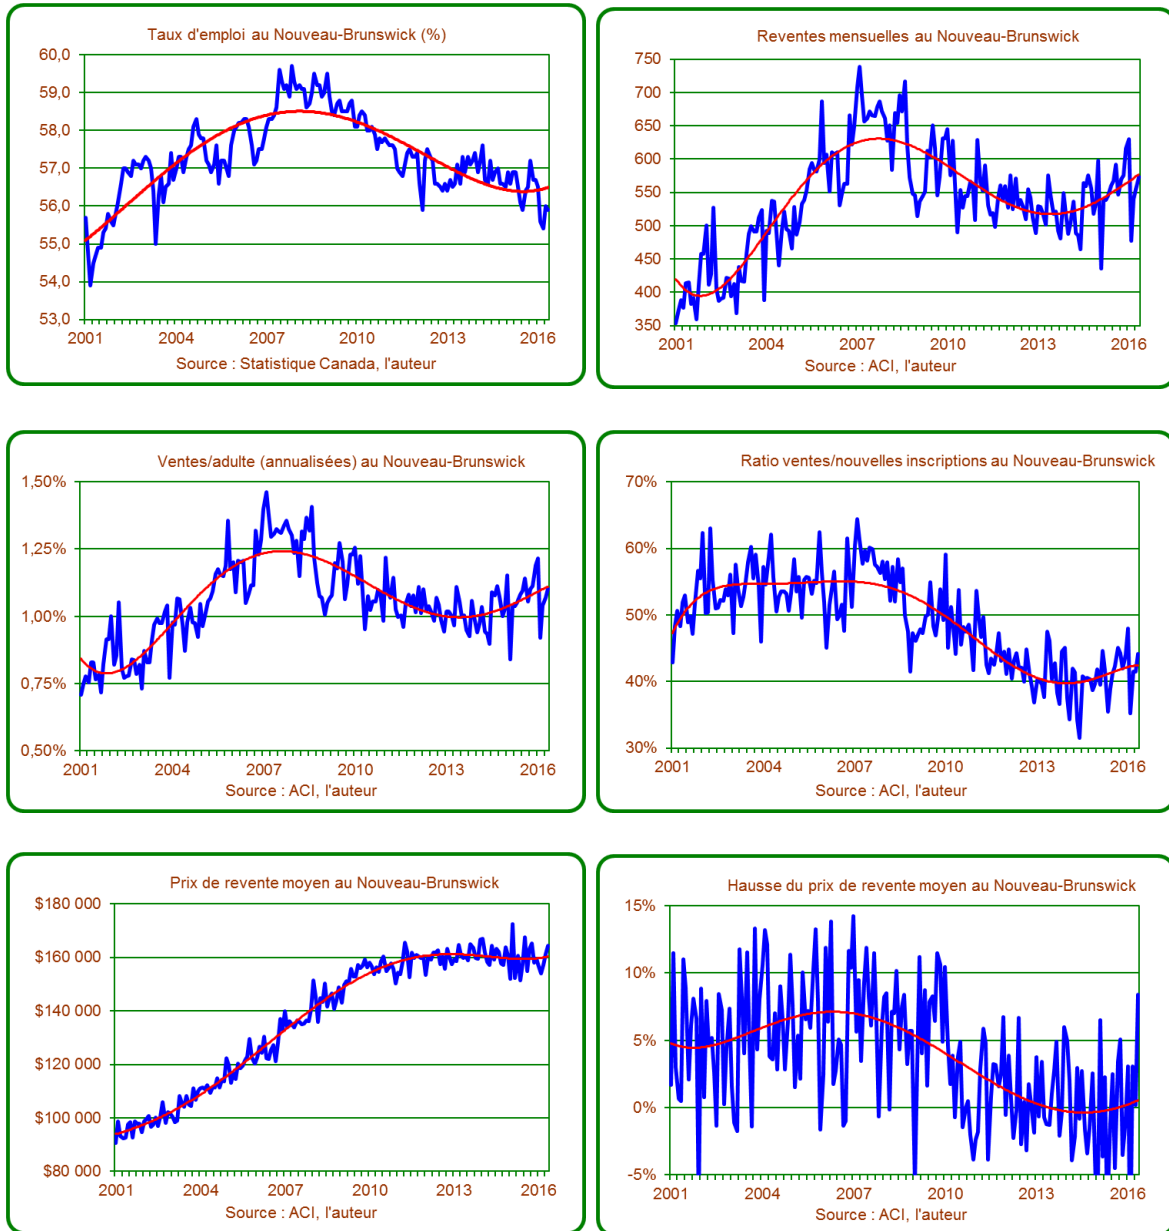 Taux d'emploi au Nouveau-Brunswick (%)
60,0
59,0
58,0
57,0
56,0
55,0
54,0
53,0
2001 2004 2007 2010 2013 2016
Source : Statistique Canada, l'auteur
Reventes mensuelles au Nouveau-Brunswick
750
700
650
600
550
500
450
400
350
2001 2004 2007 2010 2013 2016
Source : ACI, l'auteur
Ventes/adulte (annualisées) au Nouveau-Brunswick
1,50%
1,25%
1,00%
0,75%
0,50%
2001 2004 2007 2010 2013 2016
Source : ACI, l'auteur
Ratio ventes/nouvelles inscriptions au Nouveau-Brunswick
70%
60%
50%
40%
30%
2001 2004 2007 2010 2013 2016
Source : ACI, l'auteur
Prix de revente moyen au Nouveau-Brunswick
$180 000
$160 000
$140 000
$120 000
$100 000
$80 000
2001 2004 2007 2010 2013 2016
Source : ACI, l'auteur
Hausse du prix de revente moyen au Nouveau-Brunswick
15%
10%
5%
0%
-5%
2001 2004 2007 2010 2013 2016
Source : ACI, l'auteur